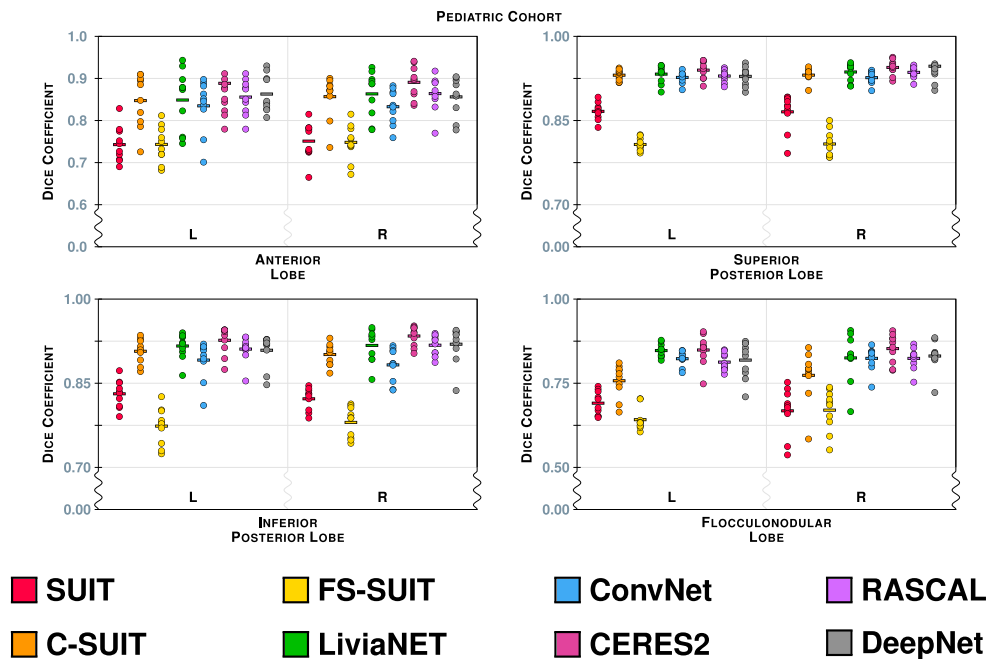 PEDIATRIC COHORT
DICE COEFFICIENT
1.0
0.9
0.8
0.7
0.6
0.0
L
R
ANTERIOR
LOBE
DICE COEFFICIENT
1.00
0.85
0.70
0.00
L
R
SUPERIOR
POSTERIOR LOBE
DICE COEFFICIENT
1.00
0.85
0.70
0.00
L
R
INFERIOR
POSTERIOR LOBE
DICE COEFFICIENT
1.00
0.75
0.50
0.00
L
R
FLOCCULONODULAR
LOBE
SUIT
FS-SUIT
ConvNet
RASCAL
C-SUIT
LiviaNET
CERES2
DeepNet